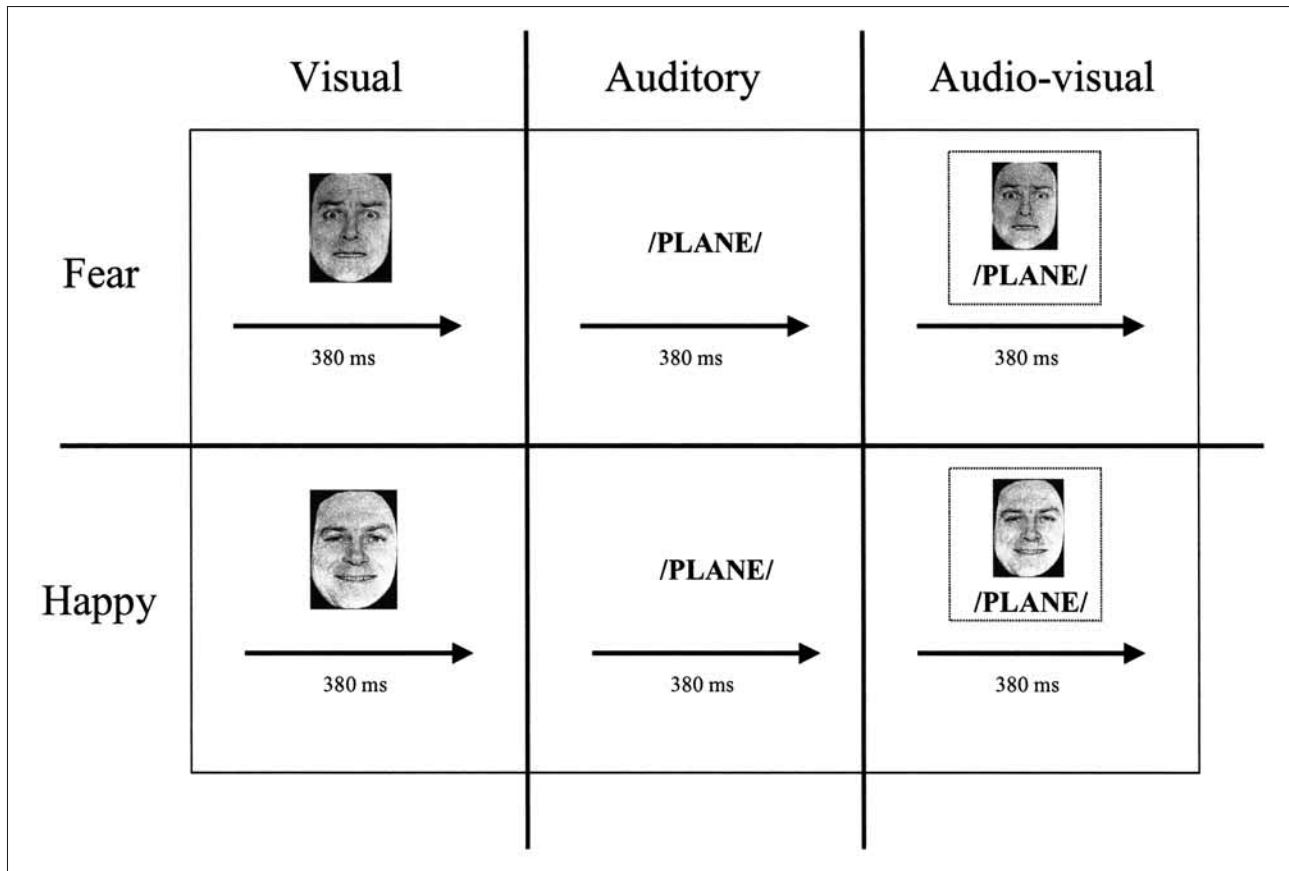 Visual Auditory Audio-visual
Fear
/PLANE/
/PLANE/
380 ms 380 ms 380 ms
Happy
/PLANE/
/PLANE/
380 ms 380 ms 380 ms